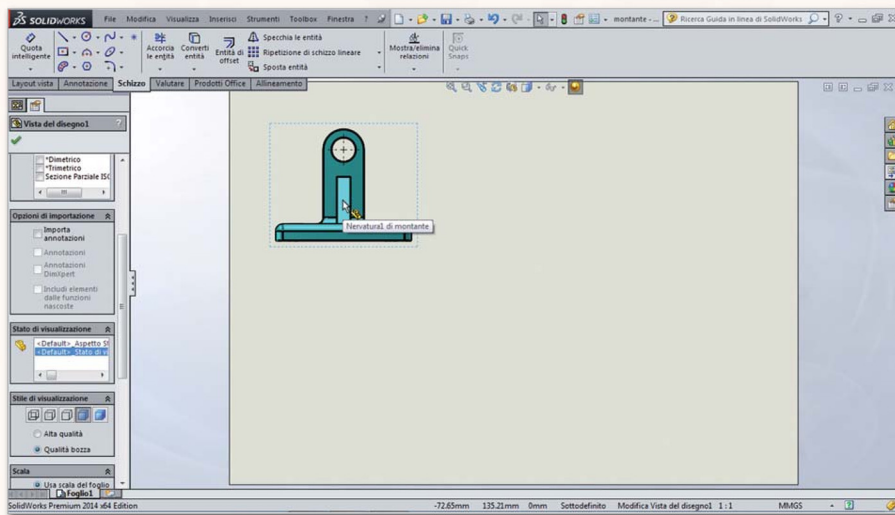 SOLIDWORKS File Modifica Visualizza Inserisci Strumenti Toolbox Finestra ? montante-... Ricerca Guida in linea di SolidWorks
Quota intelligente
Accorcia le entità
Converti entità
Entità di offset
Specchia le entità
Ripetizione di schizzo lineare
Sposta entità
Mostra/elimina relazioni
Quick Snaps
Layout vista Annotazione Schizzo Valutare Prodotti Office Allineamento
Vista del disegno1 ?
*Dimetrico
*Trimetrico
Sezione Parziale ISO
Opzioni di importazione
Importa
annotazioni
Annotazioni
Annotazioni
DimXpert
Includi elementi
dalle funzioni
nascoste
Nervatura1 di montante
Stato di visualizzazione
<Default>_Aspetto St
<Default>_Stato di vi
Stile di visualizzazione
Alta qualità
Qualità bozza
Scala
Usa scala del foglio
Foglio1
SolidWorks Premium 2014 x64 Edition -72.65mm 135.21mm 0mm Sottodefinito Modifica Vista del disegno1 1:1 MMGS